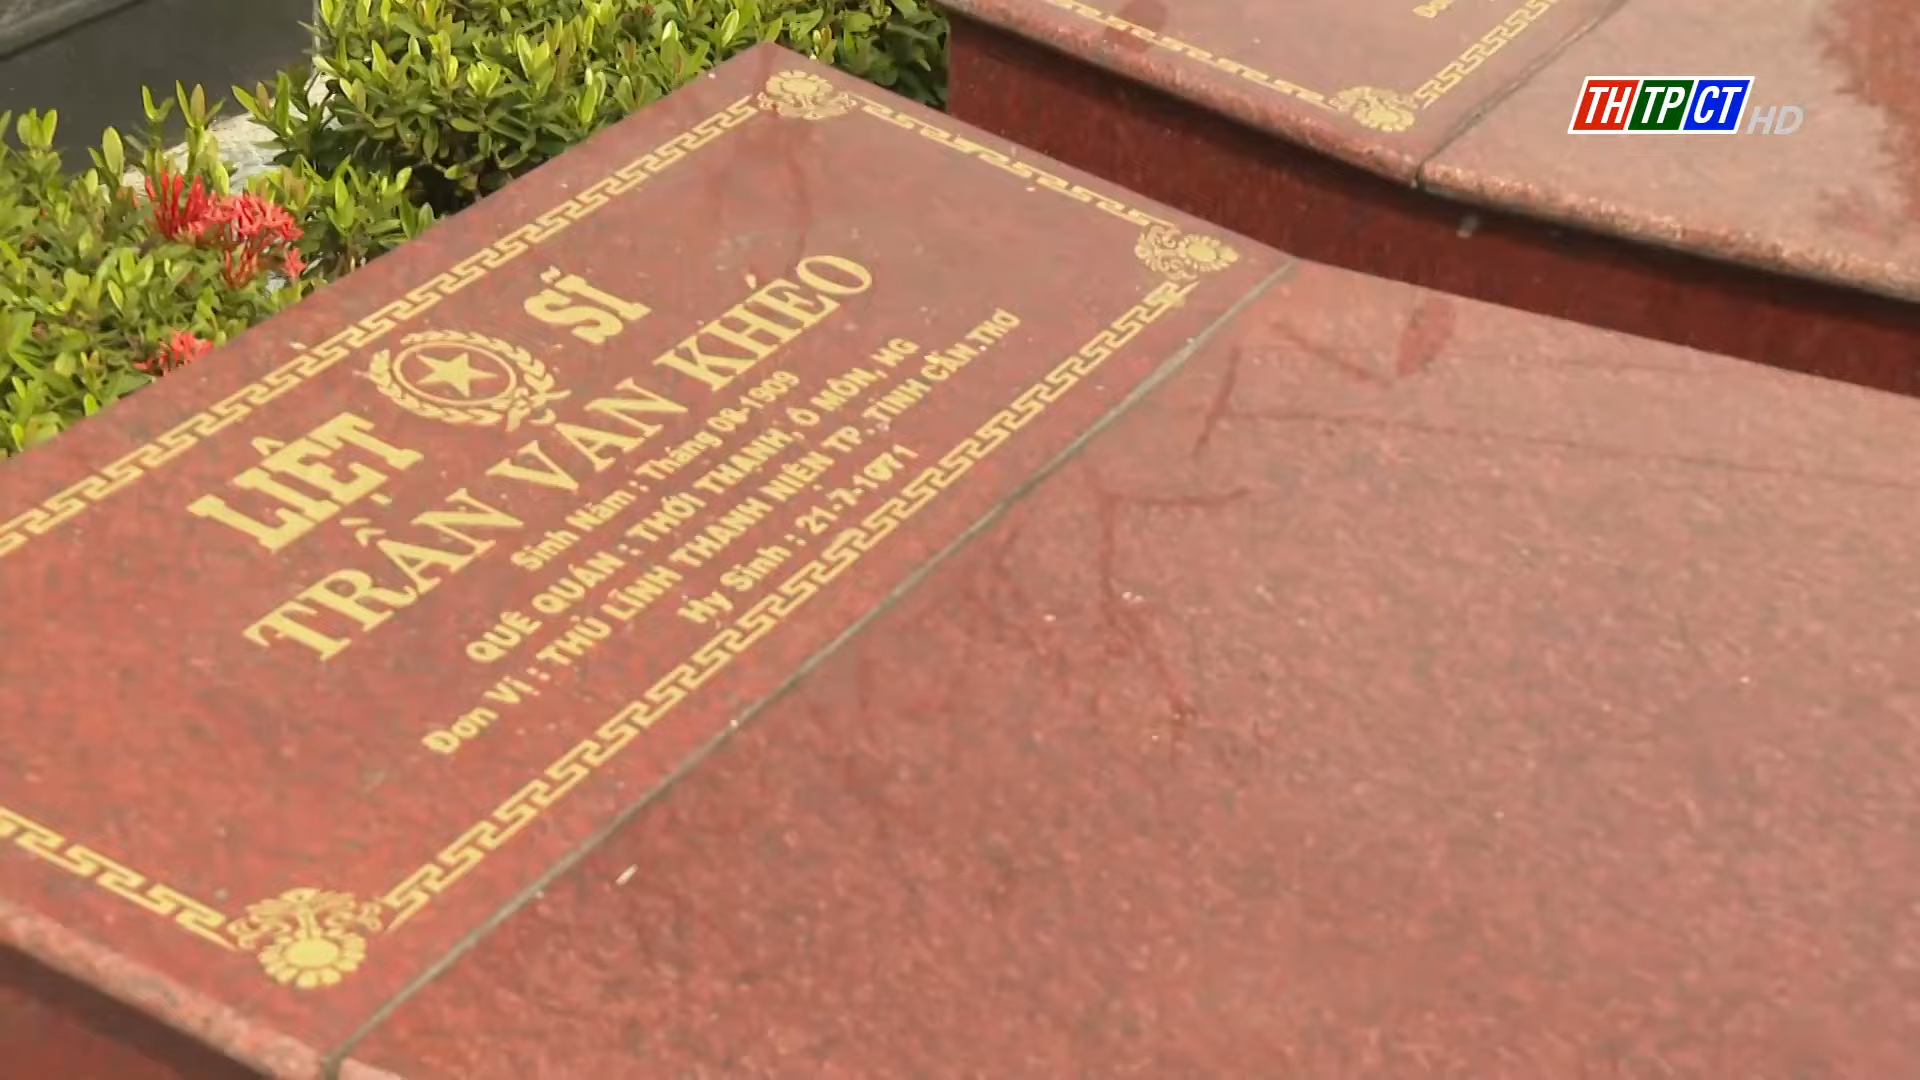 THTPCT HD
LIỆT SĨ
TRẦN VĂN KHÉO
Sinh Năm : Tháng 08-1909
QUÊ QUÁN : THỚI THẠNH, Ô MÔN, MG
Đơn Vị : THỦ LĨNH THANH NIÊN TP.,TỈNH CẦN THƠ
Hy Sinh : 21-7-1971